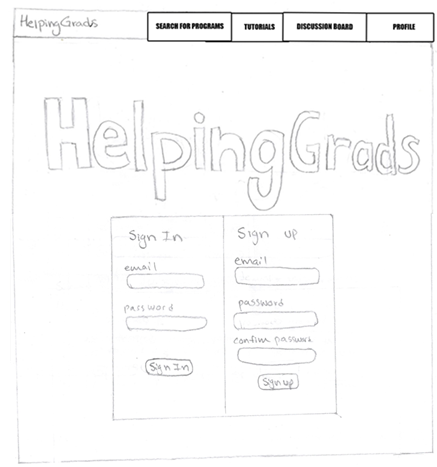 HelpingGrads
SEARCH FOR PROGRAMS
TUTORIALS
DISCUSSION BOARD
PROFILE
HelpingGrads
Sign In
email
password
Sign In
Sign up
email
password
confirm password
Sign up